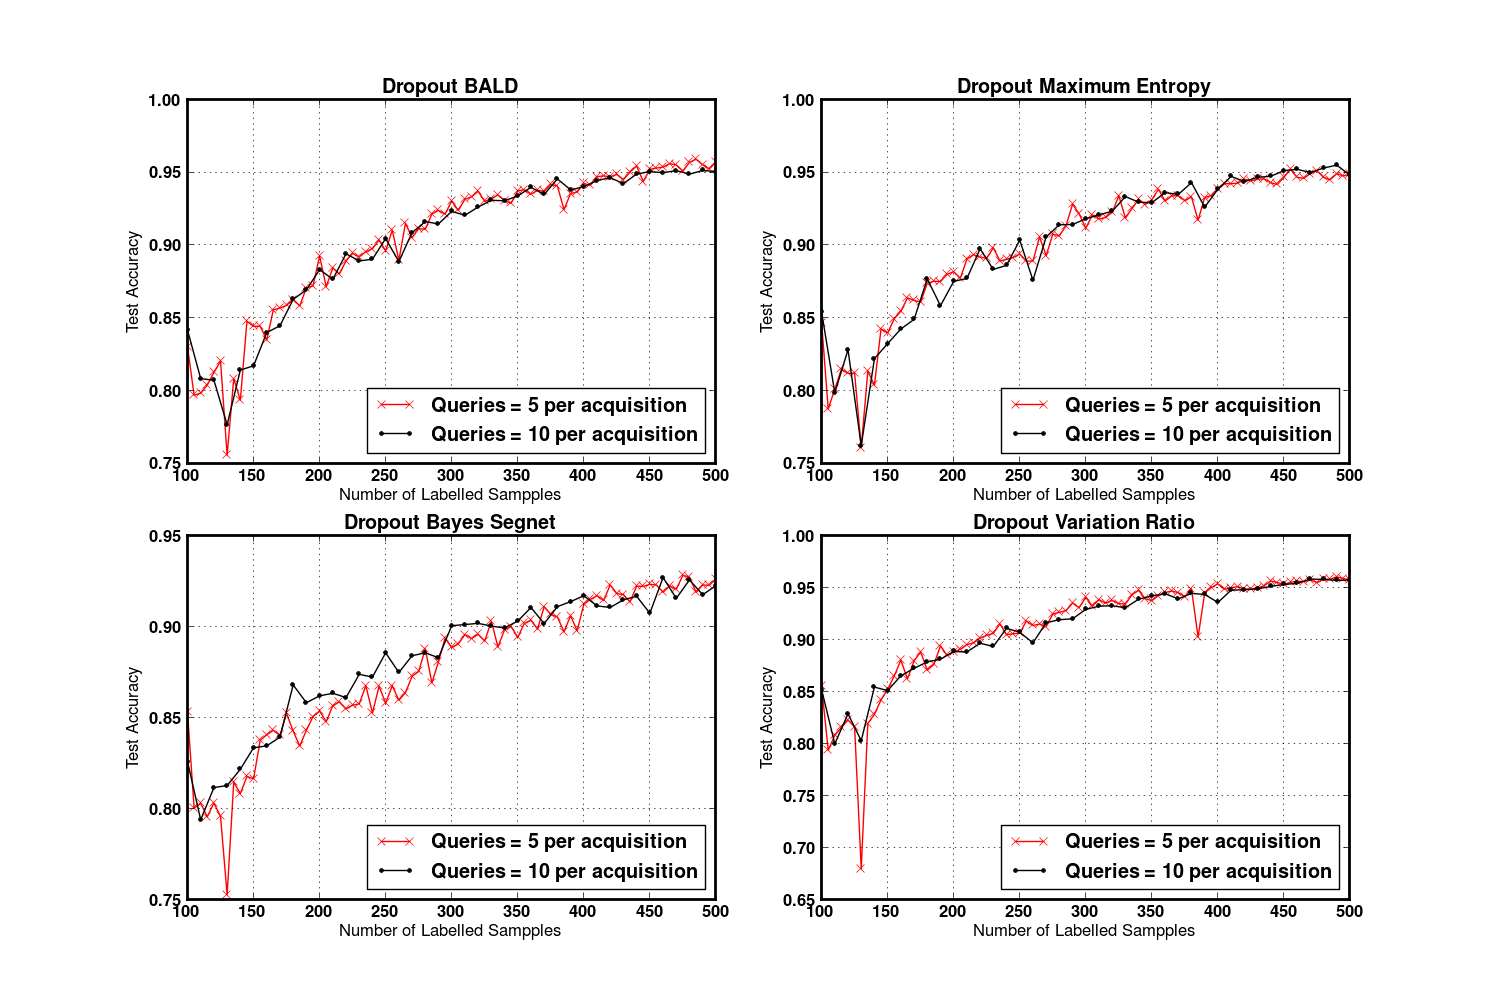 Dropout BALD
1.00
0.95
0.90
0.85
0.80
0.75
Test Accuracy
Queries = 5 per acquisition
Queries = 10 per acquisition
100 150 200 250 300 350 400 450 500
Number of Labelled Sampples
Dropout Maximum Entropy
1.00
0.95
0.90
0.85
0.80
0.75
Test Accuracy
Queries = 5 per acquisition
Queries = 10 per acquisition
100 150 200 250 300 350 400 450 500
Number of Labelled Sampples
Dropout Bayes Segnet
0.95
0.90
0.85
0.80
0.75
Test Accuracy
Queries = 5 per acquisition
Queries = 10 per acquisition
100 150 200 250 300 350 400 450 500
Number of Labelled Sampples
Dropout Variation Ratio
1.00
0.95
0.90
0.85
0.80
0.75
0.70
0.65
Test Accuracy
Queries = 5 per acquisition
Queries = 10 per acquisition
100 150 200 250 300 350 400 450 500
Number of Labelled Sampples